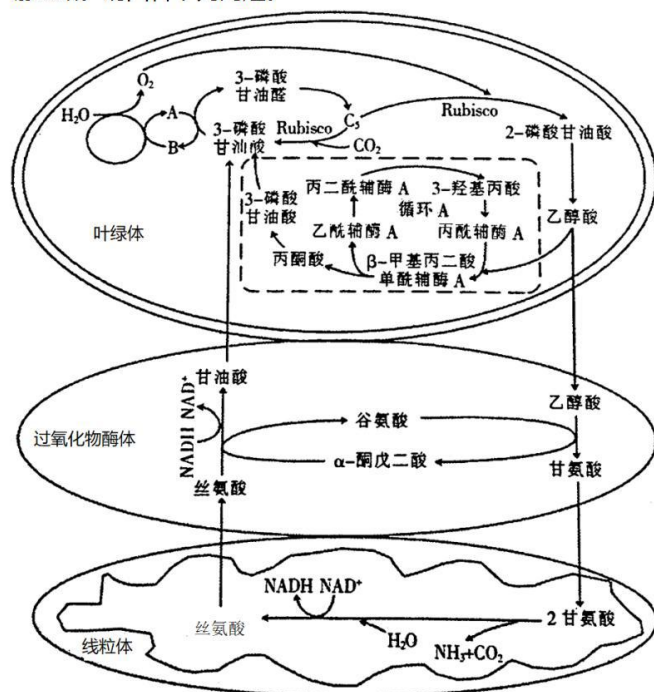 O₂
3-磷酸
甘油醛
H₂O
A
B
3-磷酸
甘油酸
Rubisco
C₅
CO₂
Rubisco
2-磷酸甘油酸
丙二酰辅酶 A
3-羟基丙酸
循环 A
3-磷酸
甘油酸
乙酰辅酶 A
丙酰辅酶 A
丙酮酸
β-甲基丙二酸
单酰辅酶 A
乙醇酸
叶绿体
甘油酸
NADH NAD⁺
谷氨酸
α-酮戊二酸
乙醇酸
甘氨酸
丝氨酸
过氧化物酶体
NADH NAD⁺
丝氨酸
H₂O
2 甘氨酸
NH₃+CO₂
线粒体